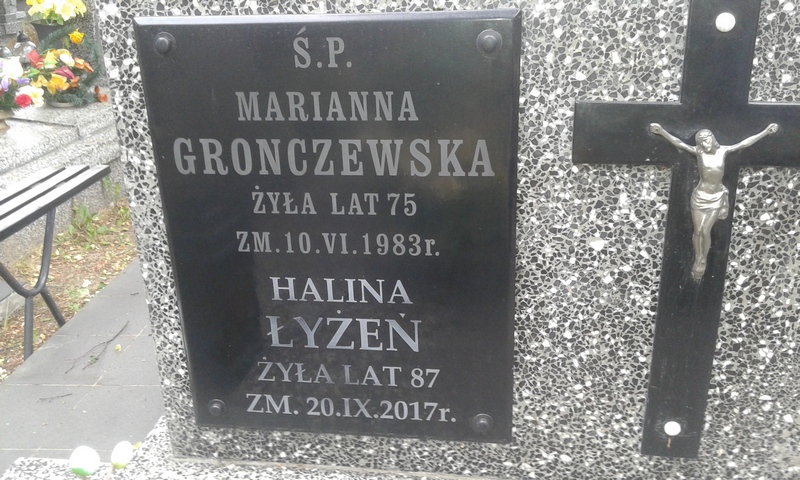 Ś.P.
MARIANNA
GRONCZEWSKA
ŻYŁA LAT 75
ZM. 10.VI.1983r.
HALINA
ŁYŻEŃ
ŻYŁA LAT 87
ZM. 20.IX.2017r.